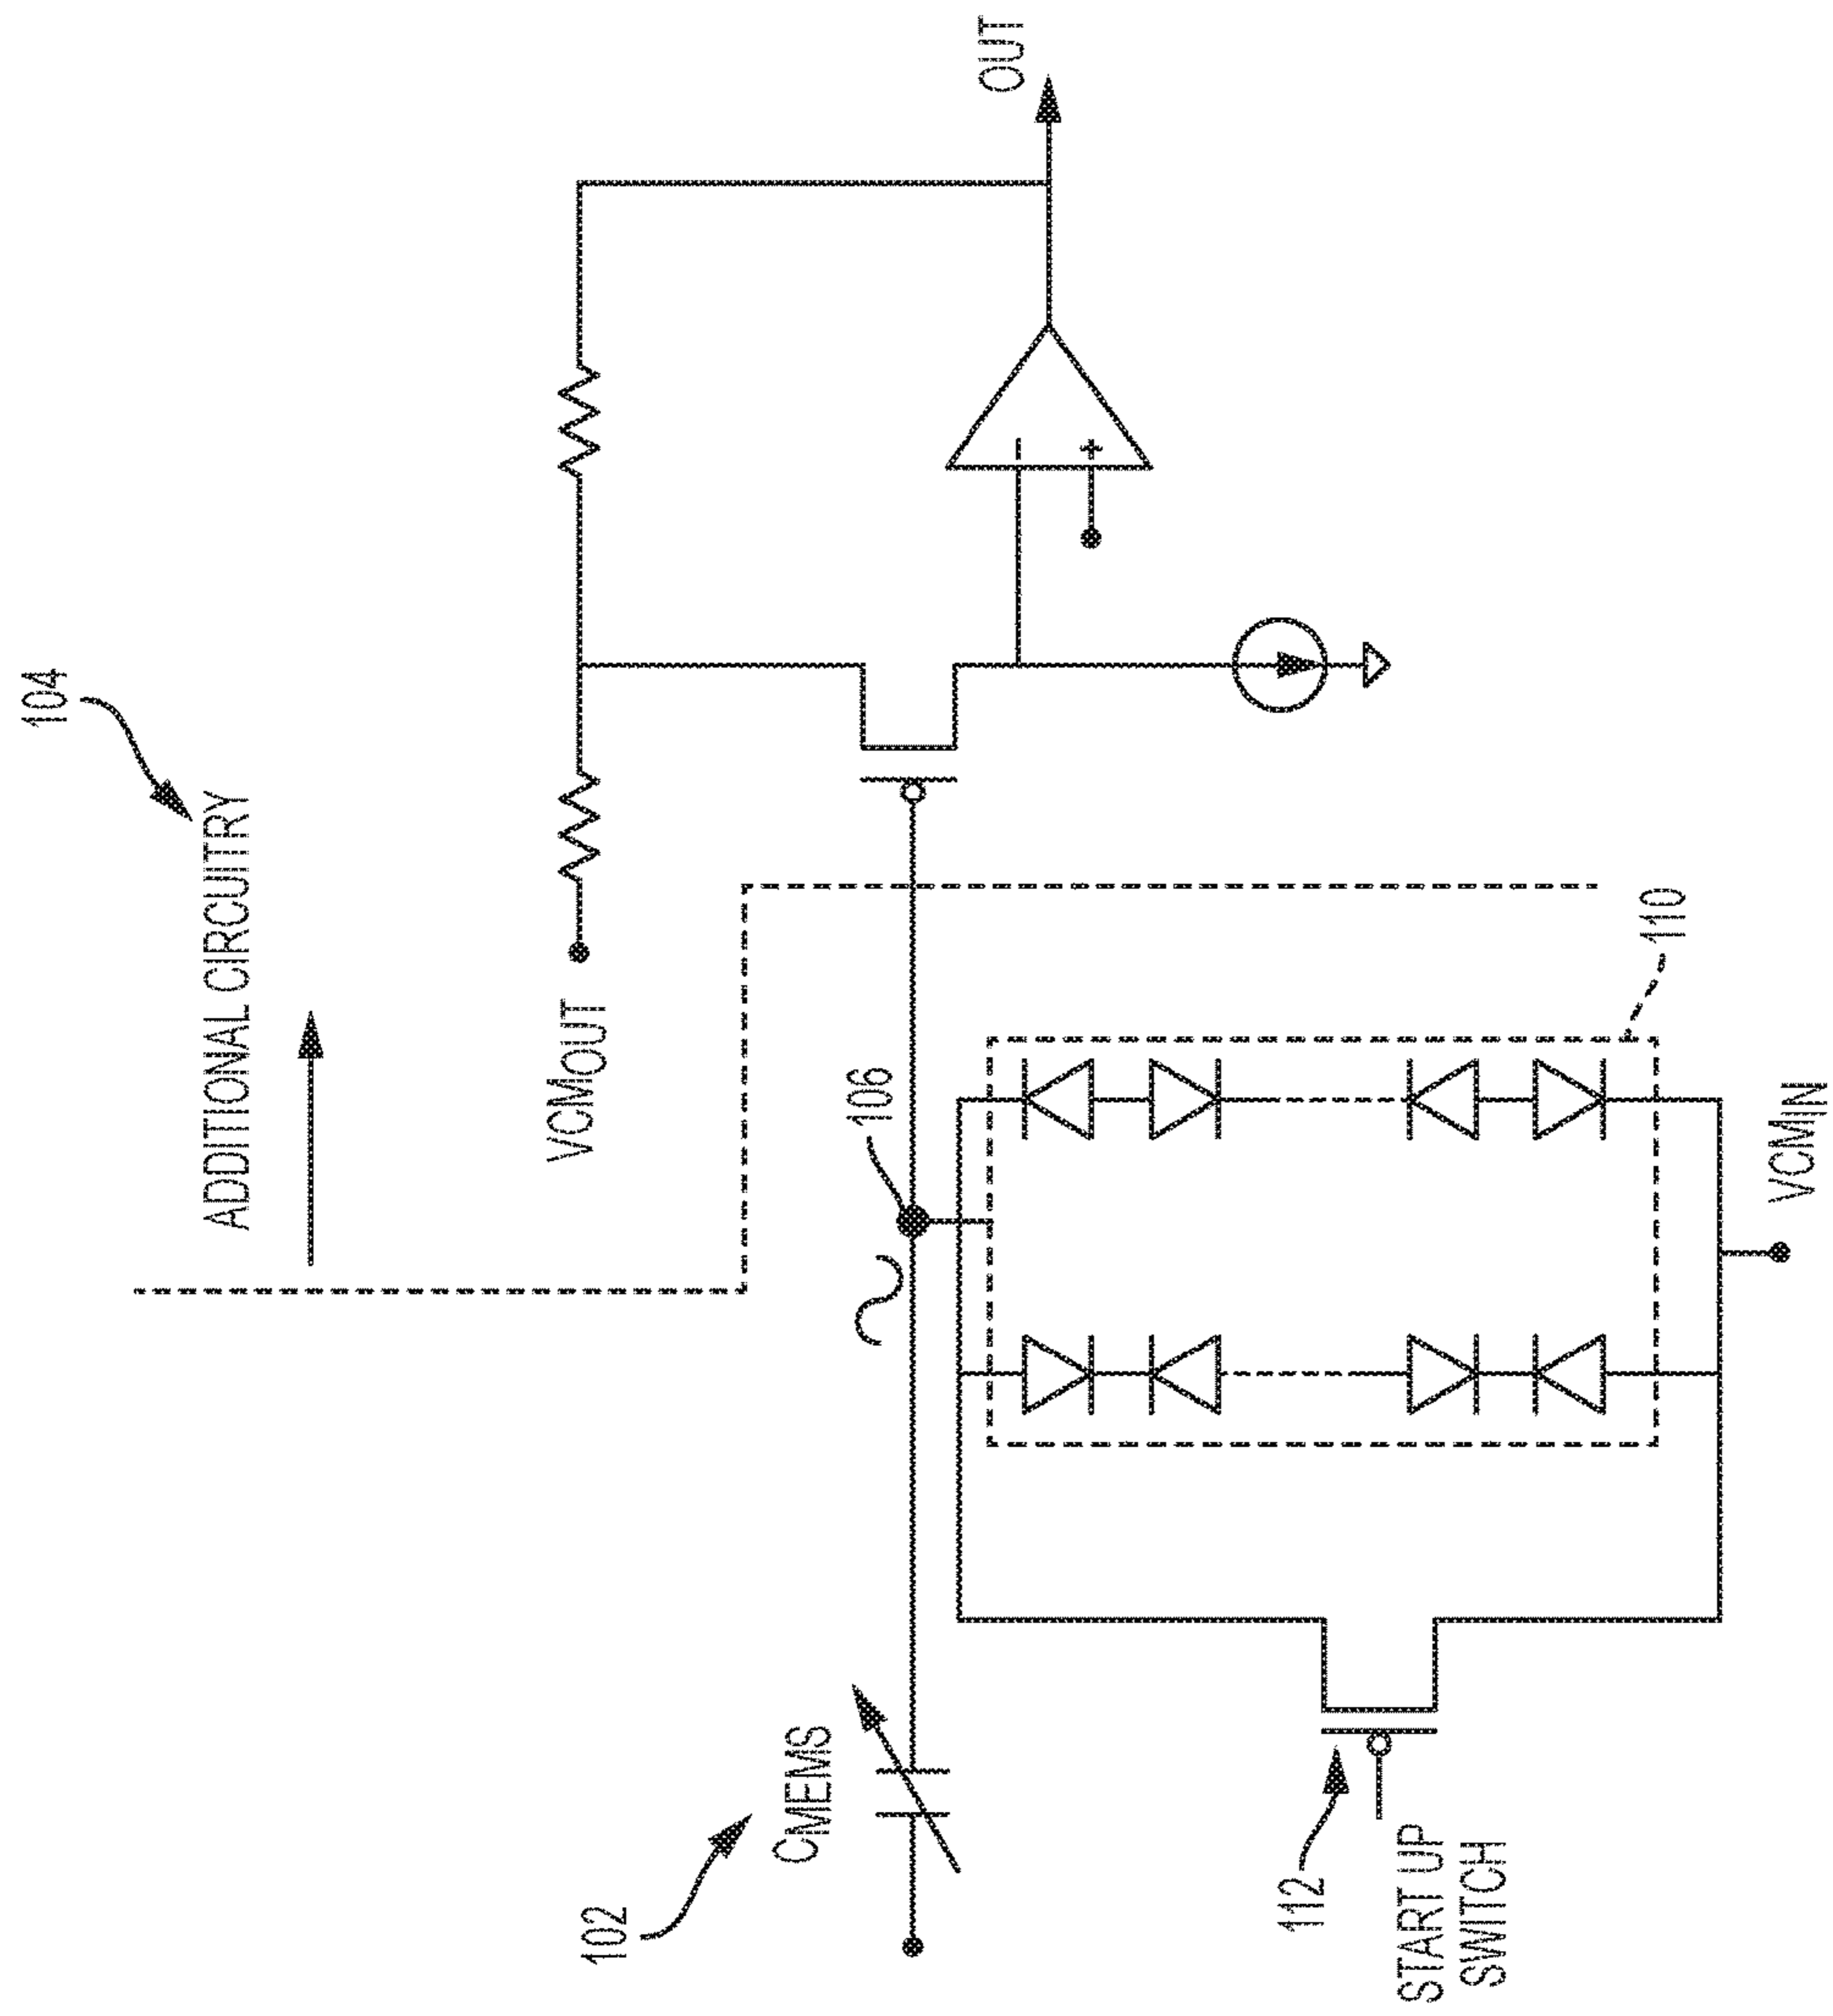 104
ADDITIONAL CIRCUITRY
OUT
VCMOUT
106
102
CMEMS
110
112
START UP
SWITCH
VCMIN
-
+